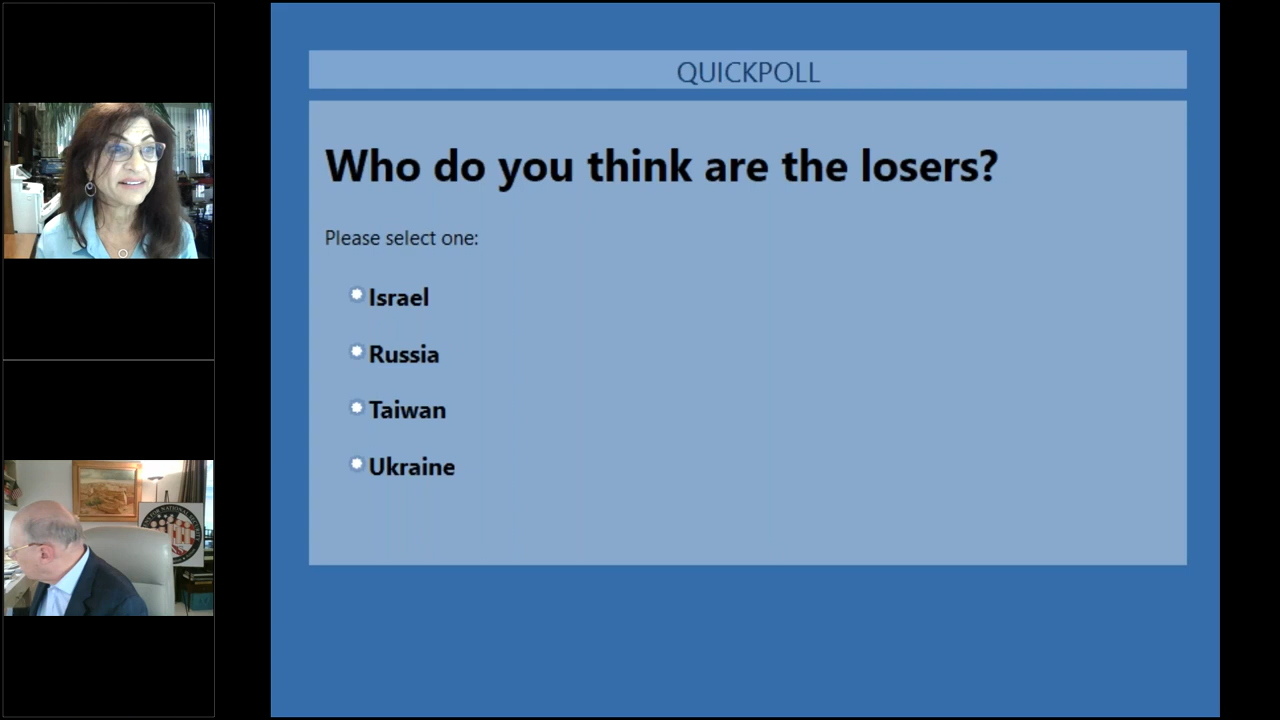 QUICKPOLL
Who do you think are the losers?
Please select one:
Israel
Russia
Taiwan
Ukraine